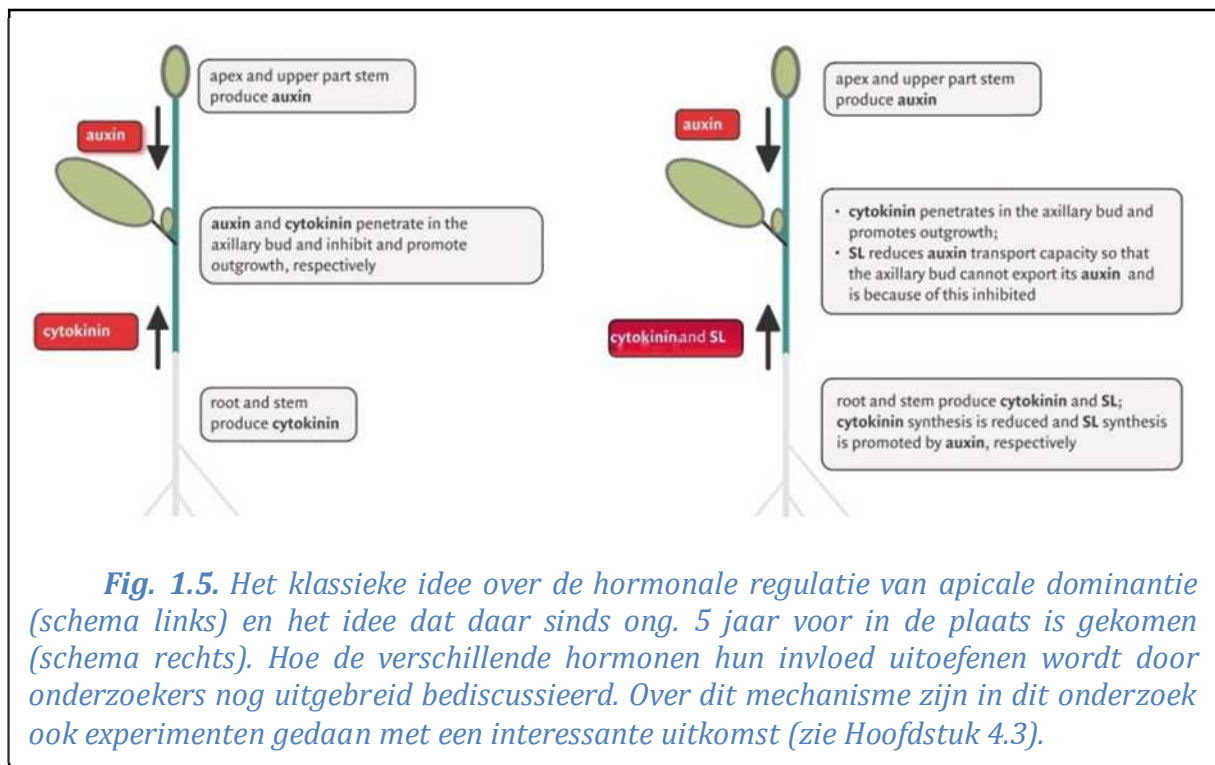 apex and upper part stem
produce auxin
auxin
auxin and cytokinin penetrate in the
axillary bud and inhibit and promote
outgrowth, respectively
cytokinin
root and stem
produce cytokinin
apex and upper part stem
produce auxin
auxin
• cytokinin penetrates in the axillary bud and
promotes outgrowth;
• SL reduces auxin transport capacity so that
the axillary bud cannot export its auxin and
is because of this inhibited
cytokinin and SL
root and stem produce cytokinin and SL;
cytokinin synthesis is reduced and SL synthesis
is promoted by auxin, respectively
Fig. 1.5. Het klassieke idee over de hormonale regulatie van apicale dominantie
(schema links) en het idee dat daar sinds ong. 5 jaar voor in de plaats is gekomen
(schema rechts). Hoe de verschillende hormonen hun invloed uitoefenen wordt door
onderzoekers nog uitgebreid bediscussieerd. Over dit mechanisme zijn in dit onderzoek
ook experimenten gedaan met een interessante uitkomst (zie Hoofdstuk 4.3).